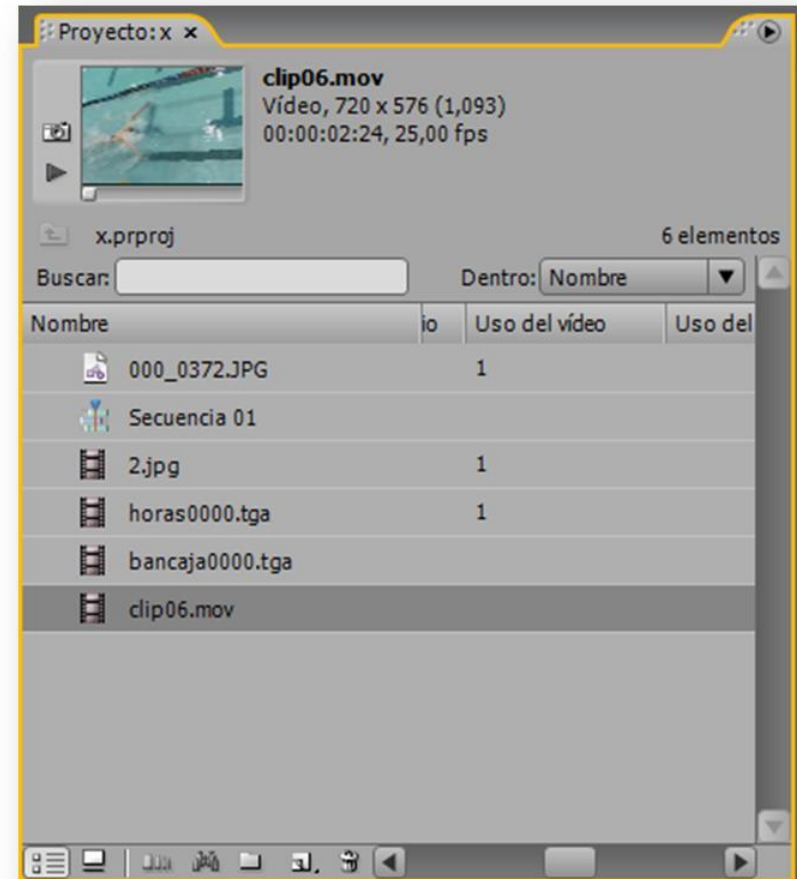 Proyecto: x x
clip06.mov
Vídeo, 720 x 576 (1,093)
00:00:02:24, 25,00 fps
x.prproj 6 elementos
Buscar: Dentro: Nombre
Nombre io Uso del vídeo Uso del
000_0372.JPG 1
Secuencia 01
2.jpg 1
horas0000.tga 1
bancaja0000.tga
clip06.mov